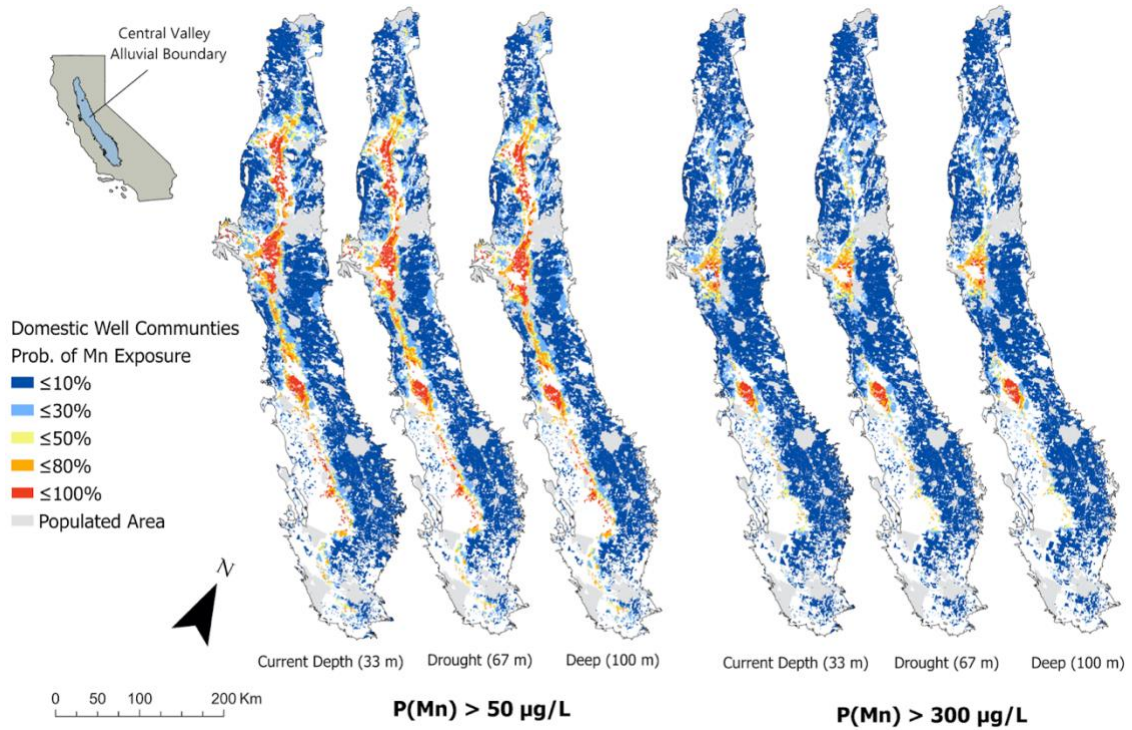 Central Valley
Alluvial Boundary
Domestic Well Communties
Prob. of Mn Exposure
≤10%
≤30%
≤50%
≤80%
≤100%
Populated Area
N
0 50 100 200 Km
Current Depth (33 m) Drought (67 m) Deep (100 m)
P(Mn) > 50 µg/L
Current Depth (33 m) Drought (67 m) Deep (100 m)
P(Mn) > 300 µg/L